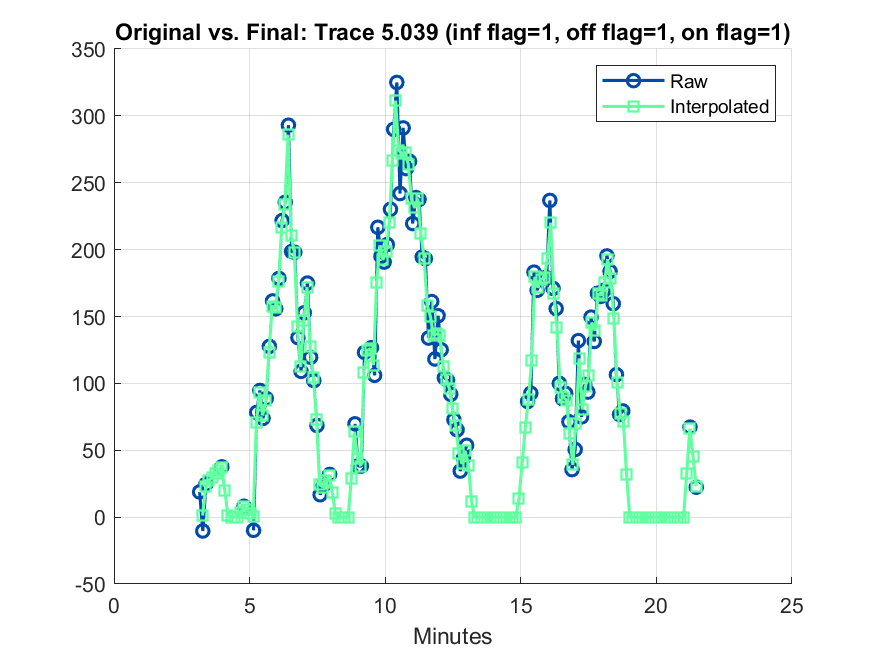 Original vs. Final: Trace 5.039 (inf flag=1, off flag=1, on flag=1)
350
300
250
200
150
100
50
0
-50
0 5 10 15 20 25
Minutes
Raw
Interpolated